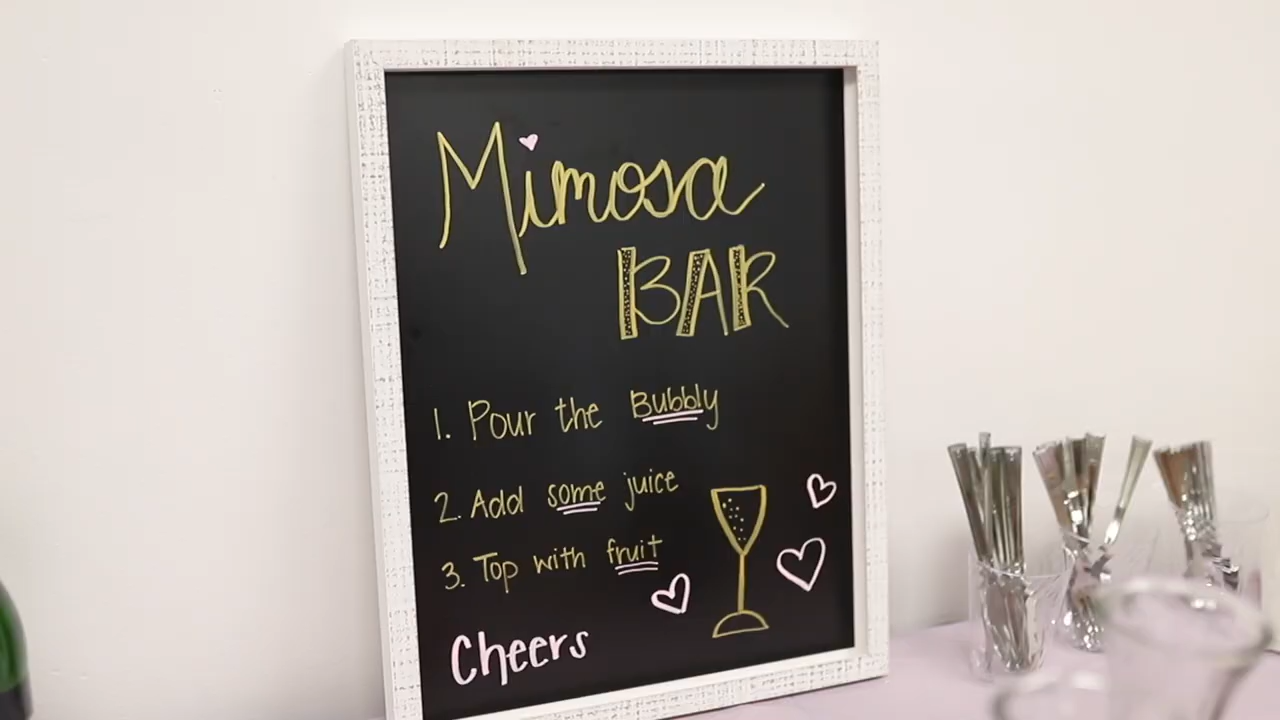 Mimosa
BAR
1. Pour the Bubbly
2. Add some juice
3. Top with fruit
Cheers